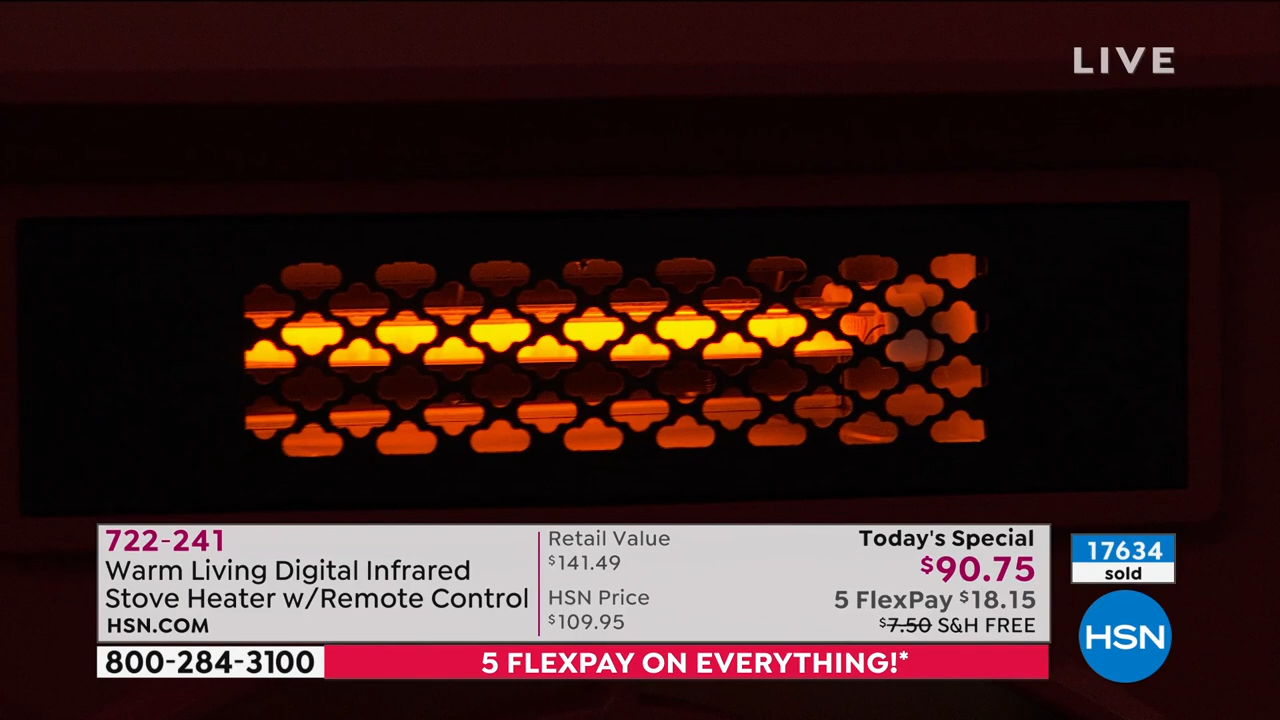 LIVE
722-241
Warm Living Digital Infrared
Stove Heater w/Remote Control
HSN.COM
Retail Value
$141.49
HSN Price
$109.95
Today's Special
$90.75
5 FlexPay $18.15
$7.50 S&H FREE
17634
sold
HSN
800-284-3100
5 FLEXPAY ON EVERYTHING!*